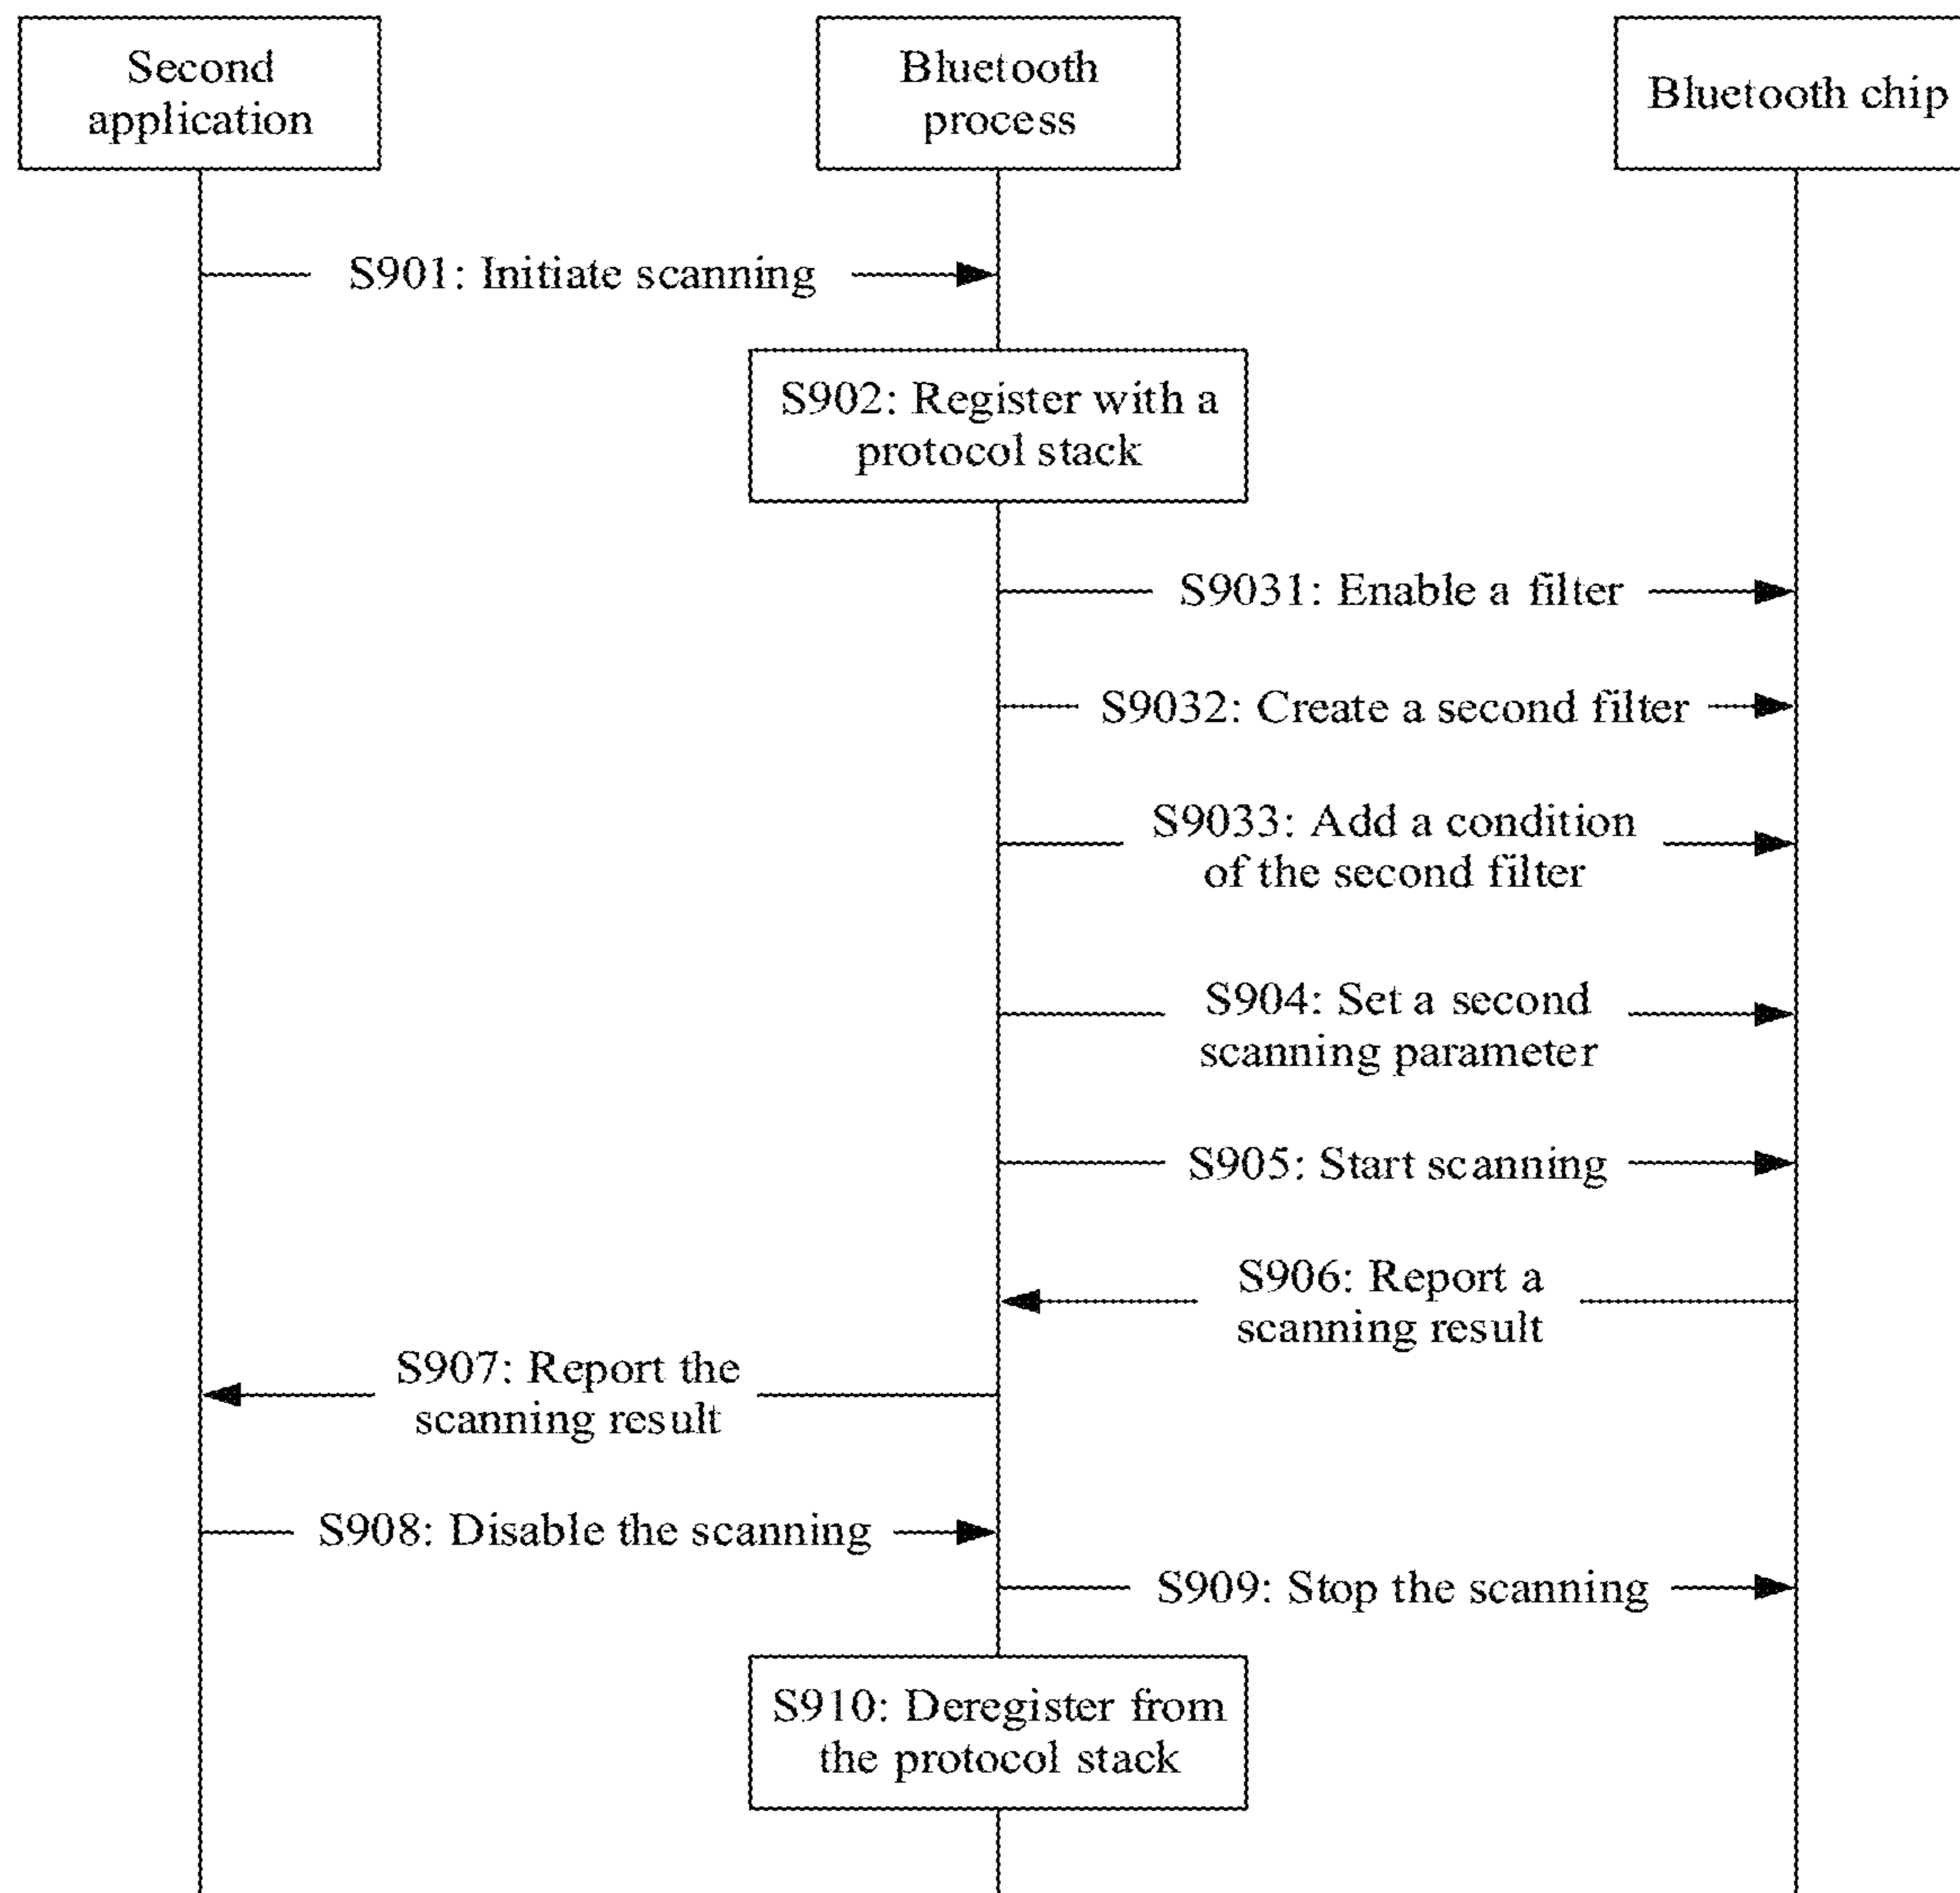 Second
application
Bluetooth
process
Bluetooth chip
S901: Initiate scanning
S902: Register with a
protocol stack
S9031: Enable a filter
S9032: Create a second filter
S9033: Add a condition
of the second filter
S904: Set a second
scanning parameter
S905: Start scanning
S906: Report a
scanning result
S907: Report the
scanning result
S908: Disable the scanning
S909: Stop the scanning
S910: Deregister from
the protocol stack